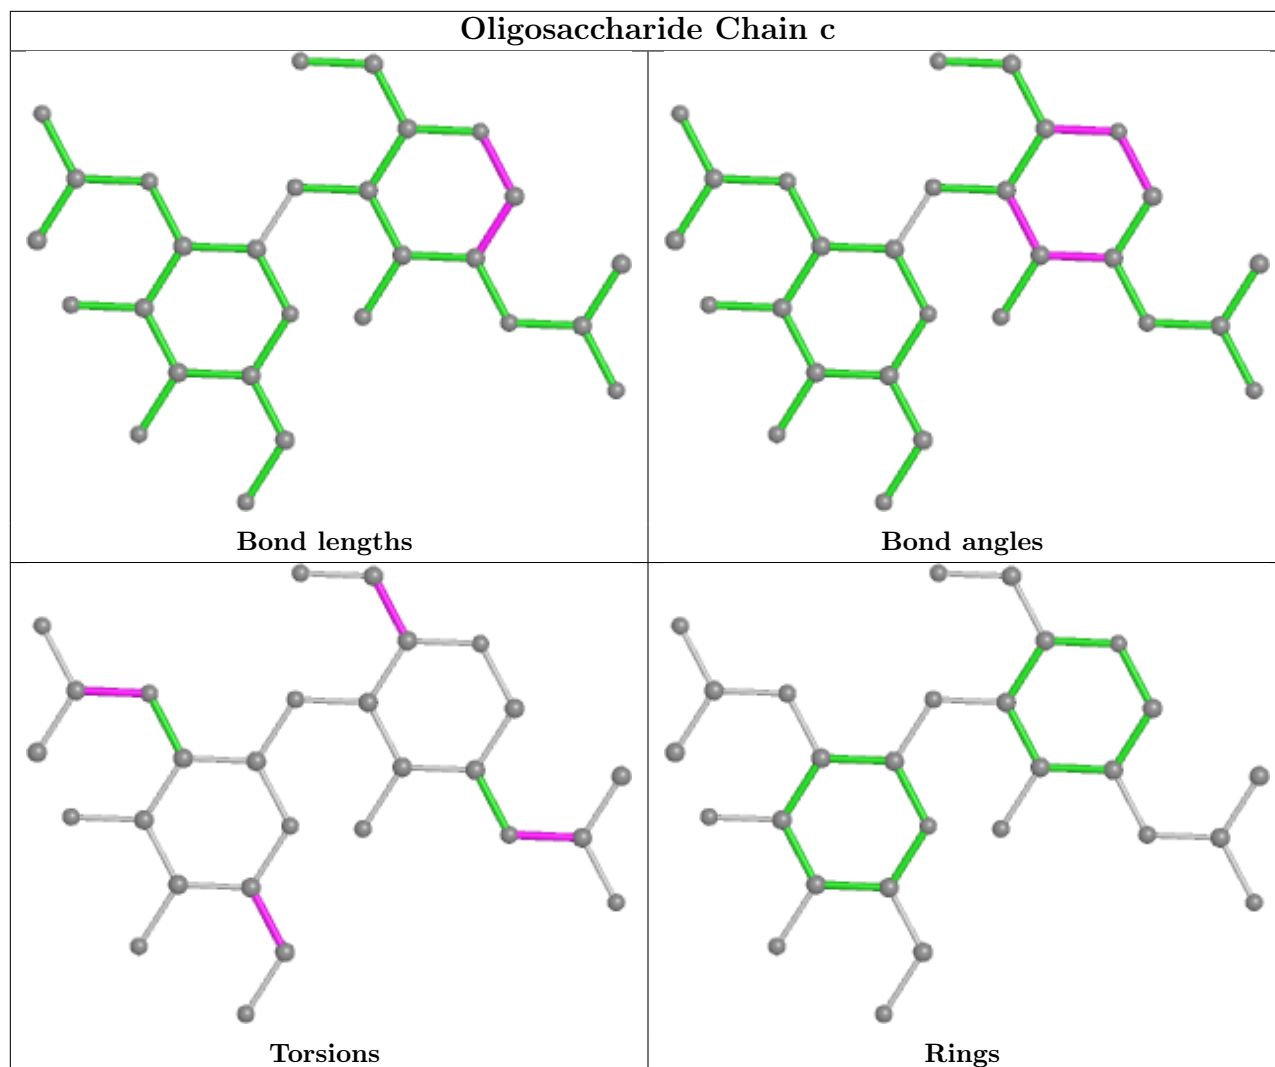 Oligosaccharide Chain c
Bond lengths
Bond angles
Torsions
Rings